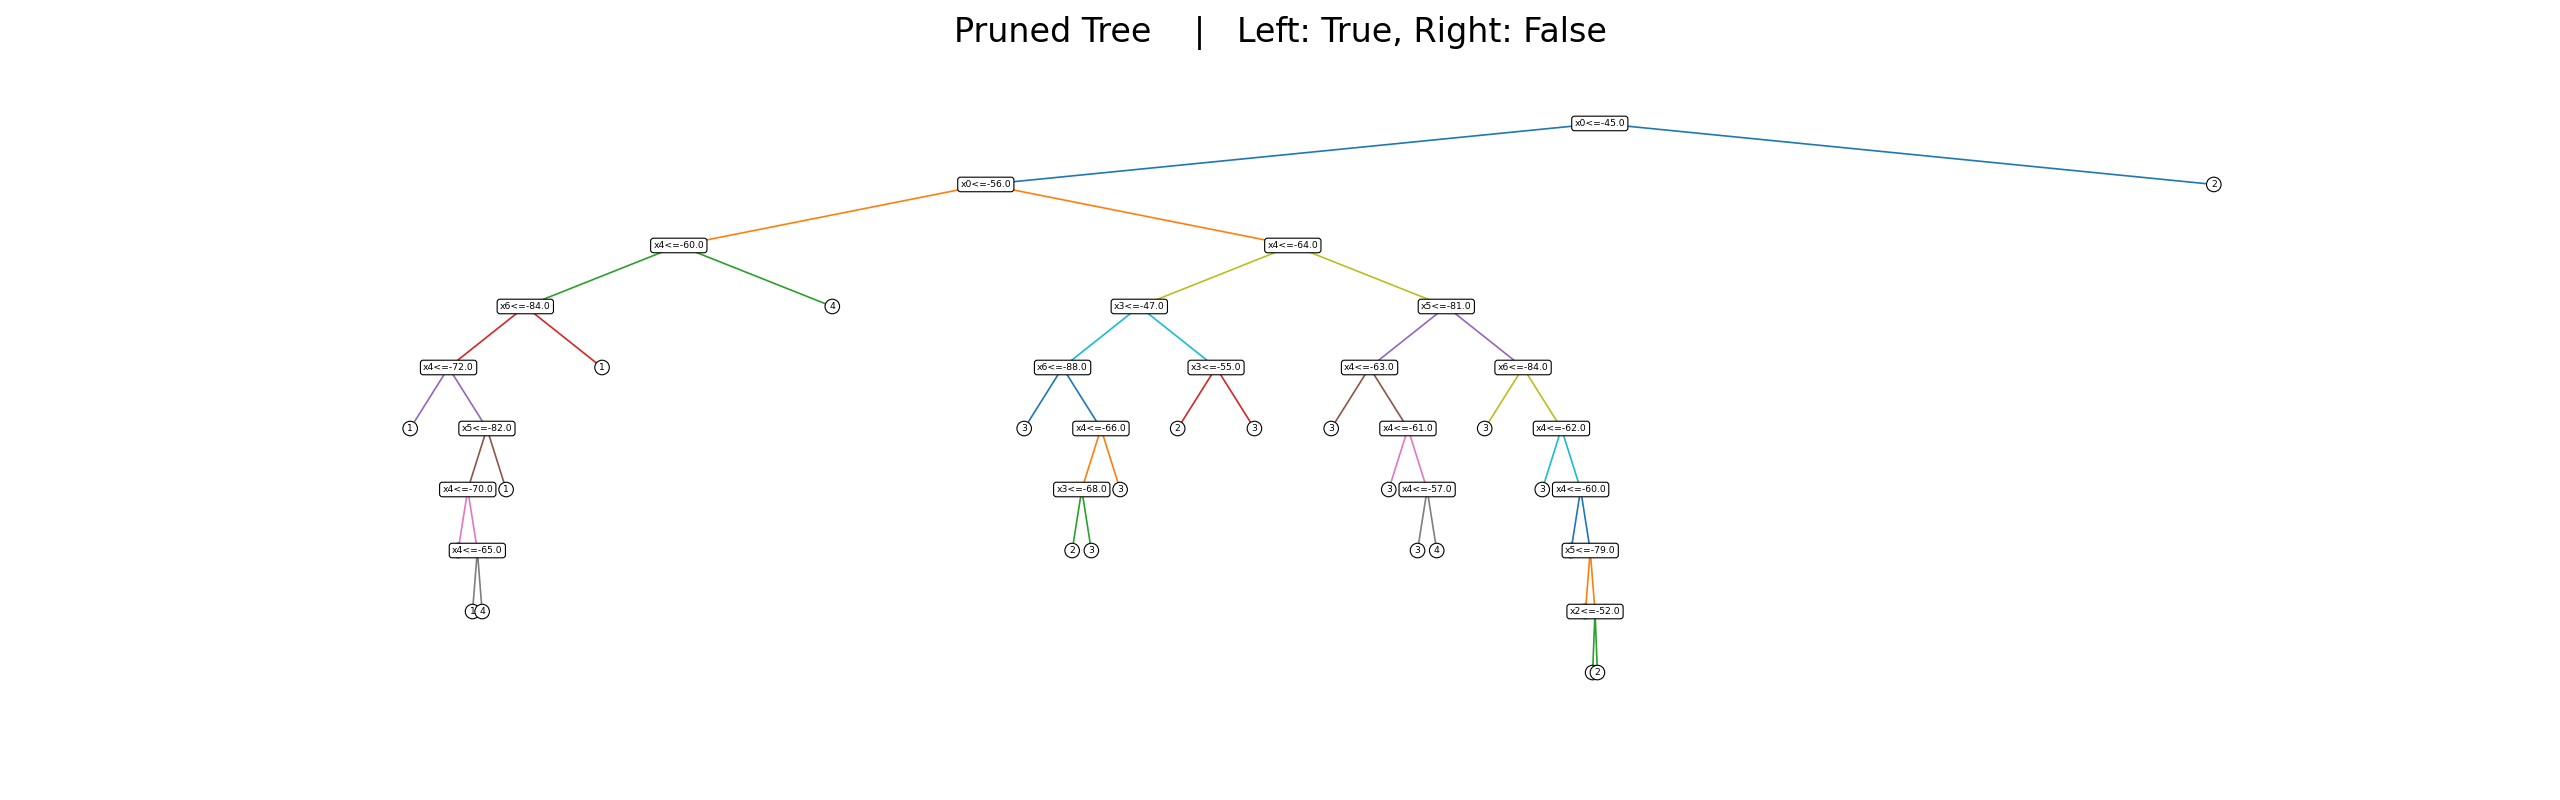 Pruned Tree | Left: True, Right: False
x0<=-45.0
x0<=-56.0
2
x4<=-60.0
x4<=-64.0
x6<=-84.0
4
x3<=-47.0
x5<=-81.0
x4<=-72.0
1
x6<=-88.0
x3<=-55.0
x4<=-63.0
x6<=-84.0
1
x5<=-82.0
3
x4<=-66.0
2
3
3
x4<=-61.0
3
x4<=-62.0
x4<=-70.0
1
x3<=-68.0
3
3
x4<=-57.0
3
x4<=-60.0
x4<=-65.0
2
3
3
4
x5<=-79.0
1
4
x2<=-52.0
2